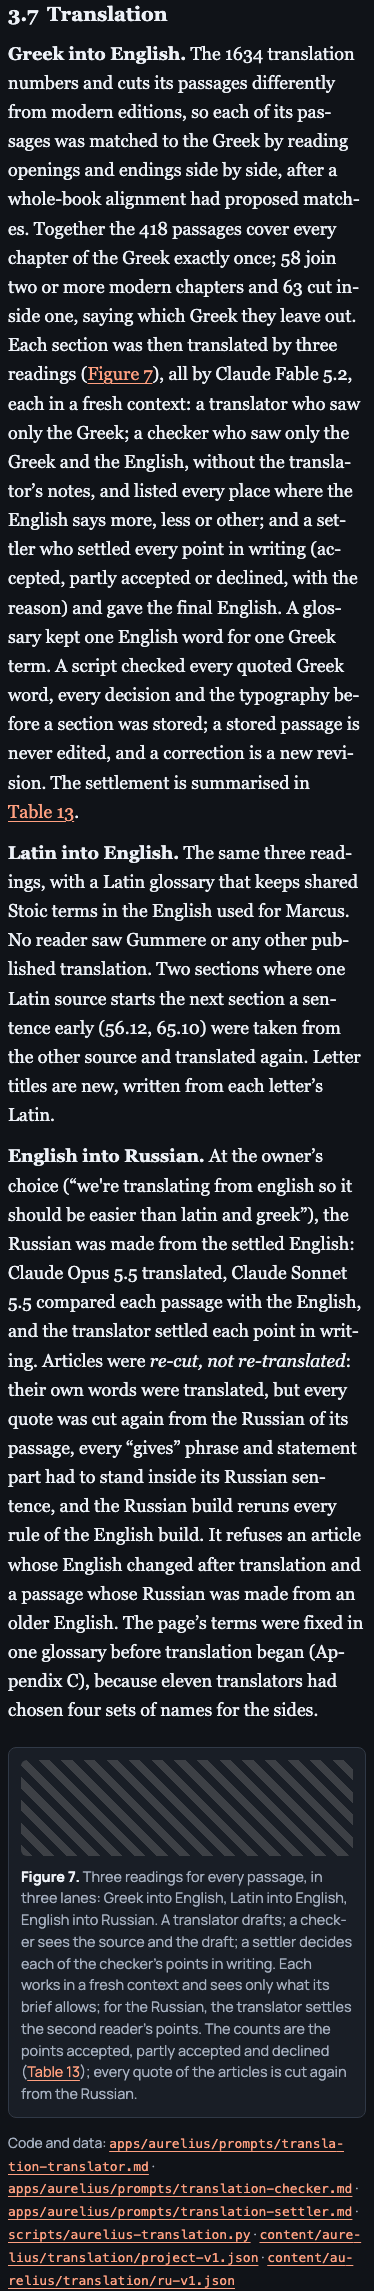 3.7 Translation
Greek into English. The 1634 translation
numbers and cuts its passages differently
from modern editions, so each of its pas-
sages was matched to the Greek by reading
openings and endings side by side, after a
whole-book alignment had proposed match-
es. Together the 418 passages cover every
chapter of the Greek exactly once; 58 join
two or more modern chapters and 63 cut in-
side one, saying which Greek they leave out.
Each section was then translated by three
readings (Figure 7), all by Claude Fable 5.2,
each in a fresh context: a translator who saw
only the Greek; a checker who saw only the
Greek and the English, without the transla-
tor’s notes, and listed every place where the
English says more, less or other; and a set-
tler who settled every point in writing (ac-
cepted, partly accepted or declined, with the
reason) and gave the final English. A glos-
sary kept one English word for one Greek
term. A script checked every quoted Greek
word, every decision and the typography be-
fore a section was stored; a stored passage is
never edited, and a correction is a new revi-
sion. The settlement is summarised in
Table 13.
Latin into English. The same three read-
ings, with a Latin glossary that keeps shared
Stoic terms in the English used for Marcus.
No reader saw Gummere or any other pub-
lished translation. Two sections where one
Latin source starts the next section a sen-
tence early (56.12, 65.10) were taken from
the other source and translated again. Letter
titles are new, written from each letter’s
Latin.
English into Russian. At the owner’s
choice (“we're translating from english so it
should be easier than latin and greek”), the
Russian was made from the settled English:
Claude Opus 5.5 translated, Claude Sonnet
5.5 compared each passage with the English,
and the translator settled each point in writ-
ing. Articles were re-cut, not re-translated:
their own words were translated, but every
quote was cut again from the Russian of its
passage, every “gives” phrase and statement
part had to stand inside its Russian sen-
tence, and the Russian build reruns every
rule of the English build. It refuses an article
whose English changed after translation and
a passage whose Russian was made from an
older English. The page’s terms were fixed in
one glossary before translation began (Ap-
pendix C), because eleven translators had
chosen four sets of names for the sides.
Figure 7. Three readings for every passage, in
three lanes: Greek into English, Latin into English,
English into Russian. A translator drafts; a check-
er sees the source and the draft; a settler decides
each of the checker’s points in writing. Each
works in a fresh context and sees only what its
brief allows; for the Russian, the translator settles
the second reader’s points. The counts are the
points accepted, partly accepted and declined
(Table 13); every quote of the articles is cut again
from the Russian.
Code and data: apps/aurelius/prompts/transla-
tion-translator.md ·
apps/aurelius/prompts/translation-checker.md ·
apps/aurelius/prompts/translation-settler.md ·
scripts/aurelius-translation.py · content/aure-
lius/translation/project-v1.json · content/au-
relius/translation/ru-v1.json